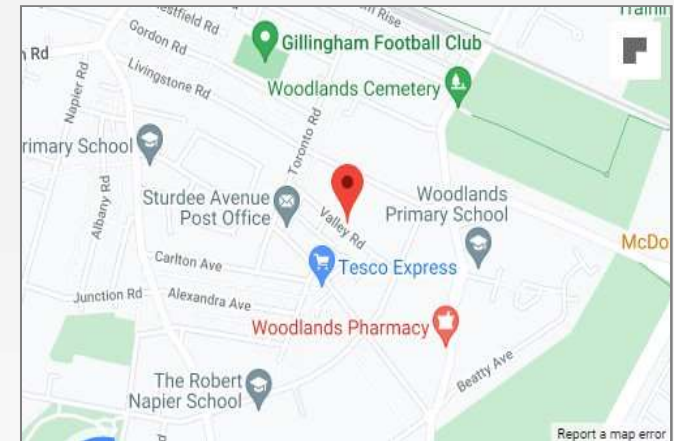 Rise
Gordon Rd
Gillingham Football Club
Rd
Livingstone Rd
Woodlands Cemetery
Napier Rd
Toronto Rd
rimary School
Albany Rd
Sturdee Avenue
Post Office
Valley Rd
Woodlands
Primary School
McDo
Carlton Ave
Tesco Express
Junction Rd
Alexandra Ave
Woodlands Pharmacy
The Robert
Napier School
Beatty Ave
Report a map error